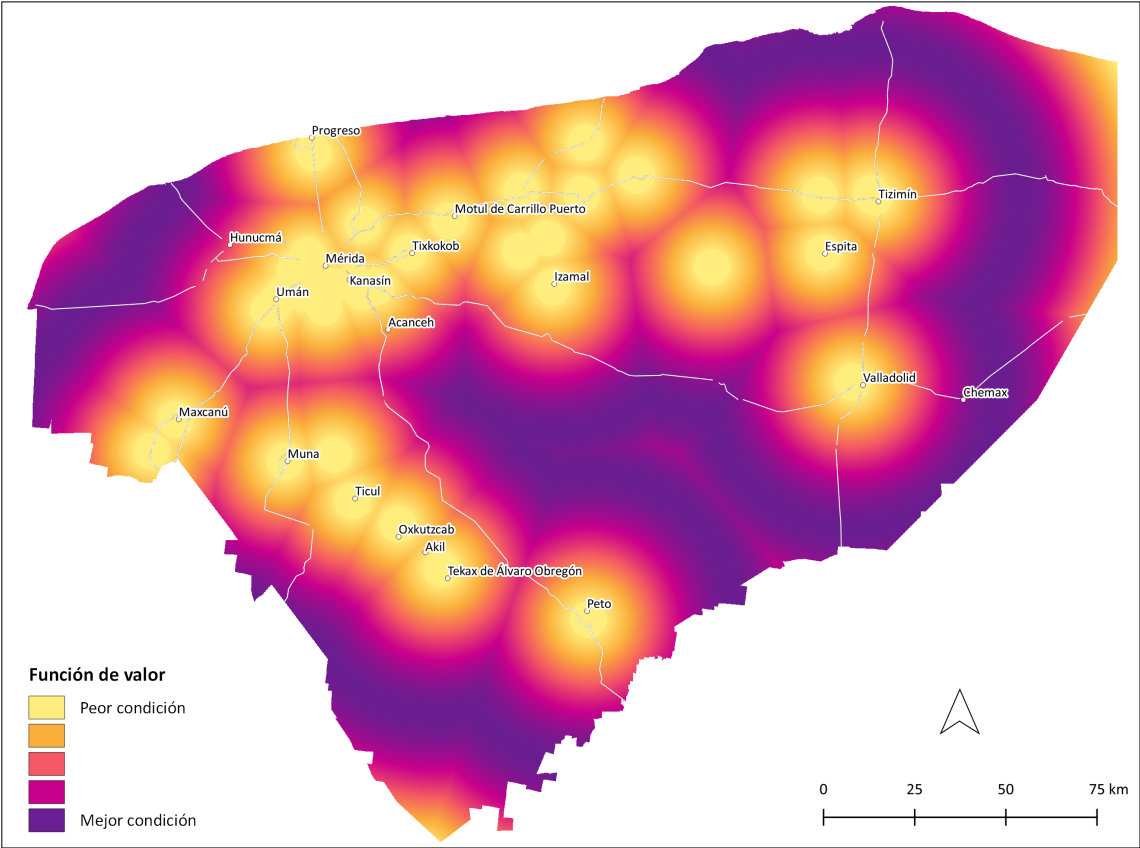 Progreso
Tizimín
Motul de Carrillo Puerto
Hunucmá
Tixkokob
Espita
Mérida
Izamal
Kanasín
Umán
Acanceh
Valladolid
Chemax
Maxcanú
Muna
Ticul
Oxkutzcab
Akil
Tekax de Álvaro Obregón
Peto
Función de valor
Peor condición
Mejor condición
0 25 50 75 km